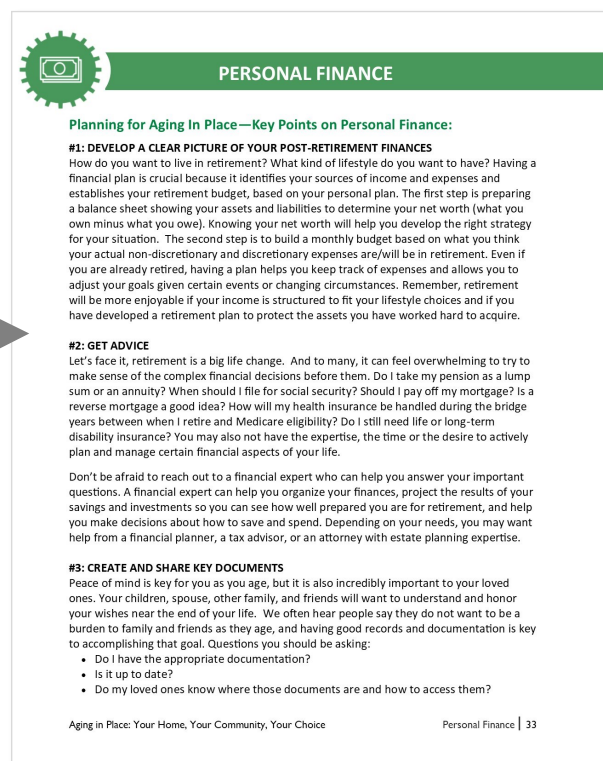 PERSONAL FINANCE
Planning for Aging In Place—Key Points on Personal Finance:
#1: DEVELOP A CLEAR PICTURE OF YOUR POST-RETIREMENT FINANCES
How do you want to live in retirement? What kind of lifestyle do you want to have? Having a
financial plan is crucial because it identifies your sources of income and expenses and
establishes your retirement budget, based on your personal plan. The first step is preparing
a balance sheet showing your assets and liabilities to determine your net worth (what you
own minus what you owe). Knowing your net worth will help you develop the right strategy
for your situation.  The second step is to build a monthly budget based on what you think
your actual non-discretionary and discretionary expenses are/will be in retirement. Even if
you are already retired, having a plan helps you keep track of expenses and allows you to
adjust your goals given certain events or changing circumstances. Remember, retirement
will be more enjoyable if your income is structured to fit your lifestyle choices and if you
have developed a retirement plan to protect the assets you have worked hard to acquire.
#2: GET ADVICE
Let's face it, retirement is a big life change.  And to many, it can feel overwhelming to try to
make sense of the complex financial decisions before them. Do I take my pension as a lump
sum or an annuity? When should I file for social security? Should I pay off my mortgage? Is a
reverse mortgage a good idea? How will my health insurance be handled during the bridge
years between when I retire and Medicare eligibility? Do I still need life or long-term
disability insurance? You may also not have the expertise, the time or the desire to actively
plan and manage certain financial aspects of your life.
Don't be afraid to reach out to a financial expert who can help you answer your important
questions. A financial expert can help you organize your finances, project the results of your
savings and investments so you can see how well prepared you are for retirement, and help
you make decisions about how to save and spend. Depending on your needs, you may want
help from a financial planner, a tax advisor, or an attorney with estate planning expertise.
#3: CREATE AND SHARE KEY DOCUMENTS
Peace of mind is key for you as you age, but it is also incredibly important to your loved
ones. Your children, spouse, other family, and friends will want to understand and honor
your wishes near the end of your life.  We often hear people say they do not want to be a
burden to family and friends as they age, and having good records and documentation is key
to accomplishing that goal. Questions you should be asking:
• Do I have the appropriate documentation?
• Is it up to date?
• Do my loved ones know where those documents are and how to access them?
Aging in Place: Your Home, Your Community, Your Choice
Personal Finance | 33